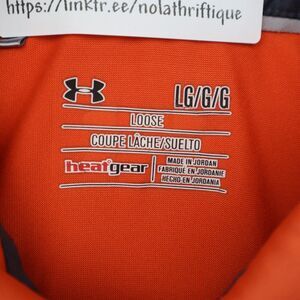 https://linktr.ee/nolathriftique
LG/G/G
LOOSE
COUPE LÂCHE/SUELTO
heatgear
MADE IN JORDAN
FABRIQUÉ EN JORDANIE
HECHO EN JORDANIA